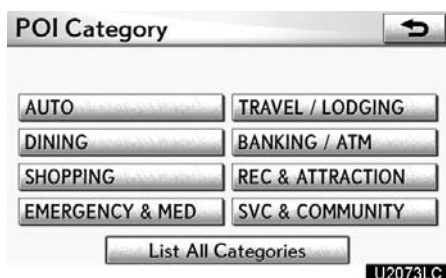 POI Category
AUTO TRAVEL / LODGING
DINING BANKING / ATM
SHOPPING REC & ATTRACTION
EMERGENCY & MED SVC & COMMUNITY
List All Categories
U2073LC